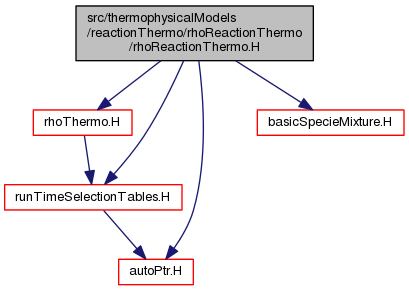 src/thermophysicalModels
/reactionThermo/rhoReactionThermo
/rhoReactionThermo.H
rhoThermo.H
basicSpecieMixture.H
runTimeSelectionTables.H
autoPtr.H